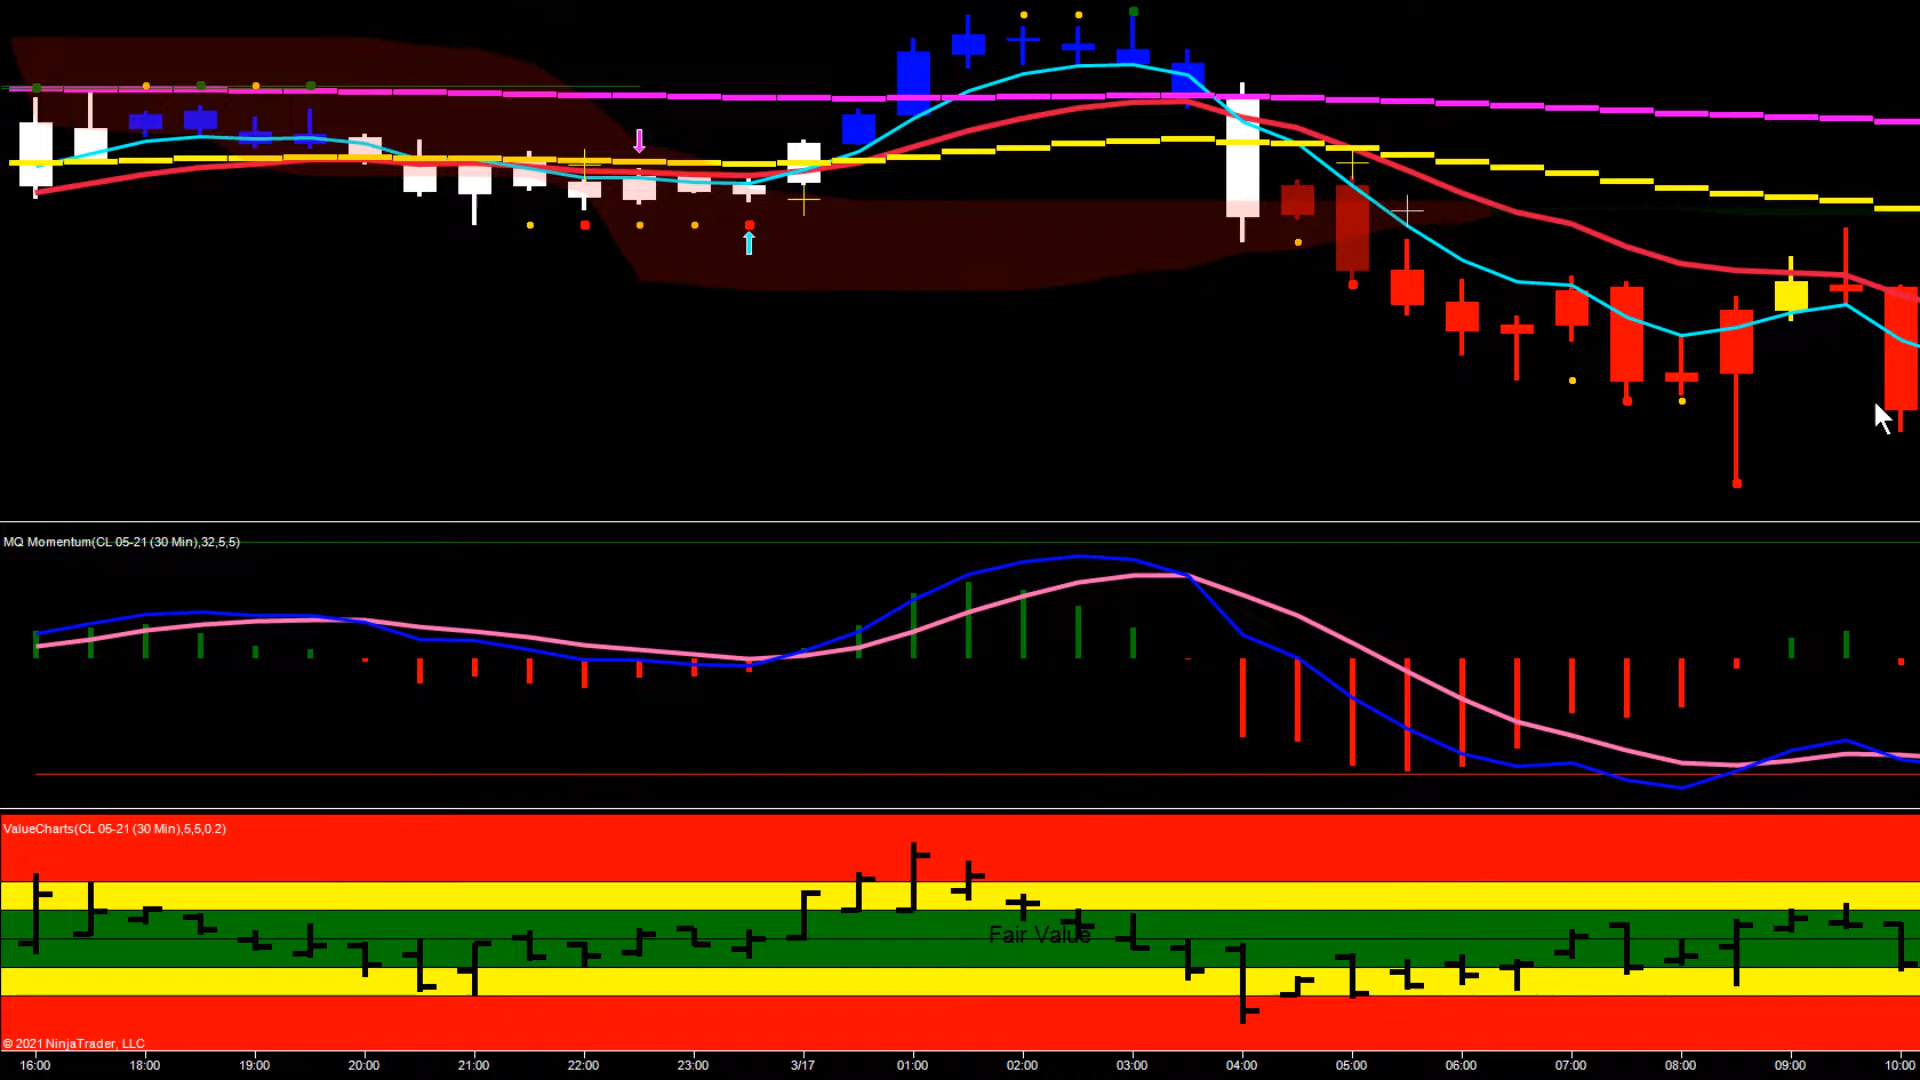 MQ Momentum(CL 05-21 (30 Min),32,5,5)
ValueCharts(CL 05-21 (30 Min),5,5,0.2)
Fair Value
© 2021 NinjaTrader, LLC
16:00 18:00 19:00 20:00 21:00 22:00 23:00 3/17 01:00 02:00 03:00 04:00 05:00 06:00 07:00 08:00 09:00 10:00